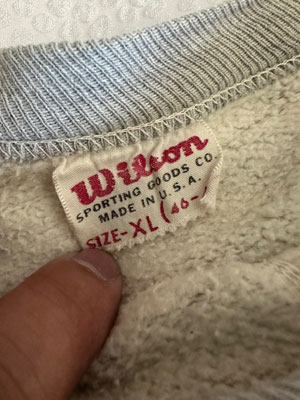 Wilson
SPORTING GOODS CO.
MADE IN U.S.A.
SIZE-XL (46-